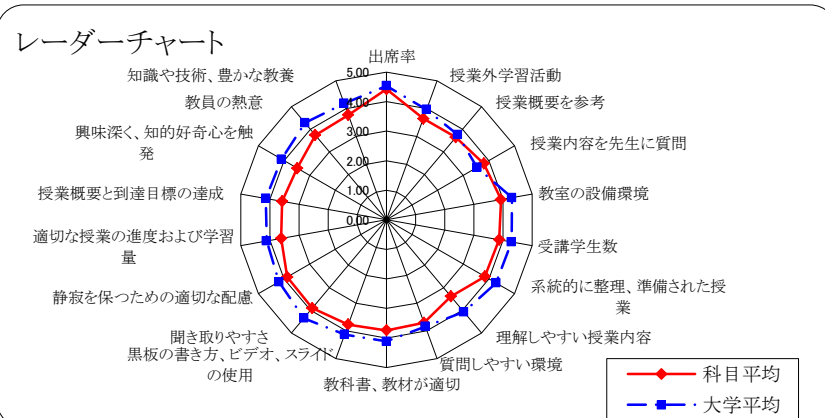 レーダーチャート
出席率
授業外学習活動
授業概要を参考
授業内容を先生に質問
教室の設備環境
受講学生数
系統的に整理、準備された授
業
理解しやすい授業内容
質問しやすい環境
教科書、教材が適切
黒板の書き方、ビデオ、スライド
の使用
聞き取りやすさ
静寂を保つための適切な配慮
適切な授業の進度および学習
量
授業概要と到達目標の達成
興味深く、知的好奇心を触
発
教員の熱意
知識や技術、豊かな教養
5.00
4.00
3.00
2.00
1.00
0.00
科目平均
大学平均